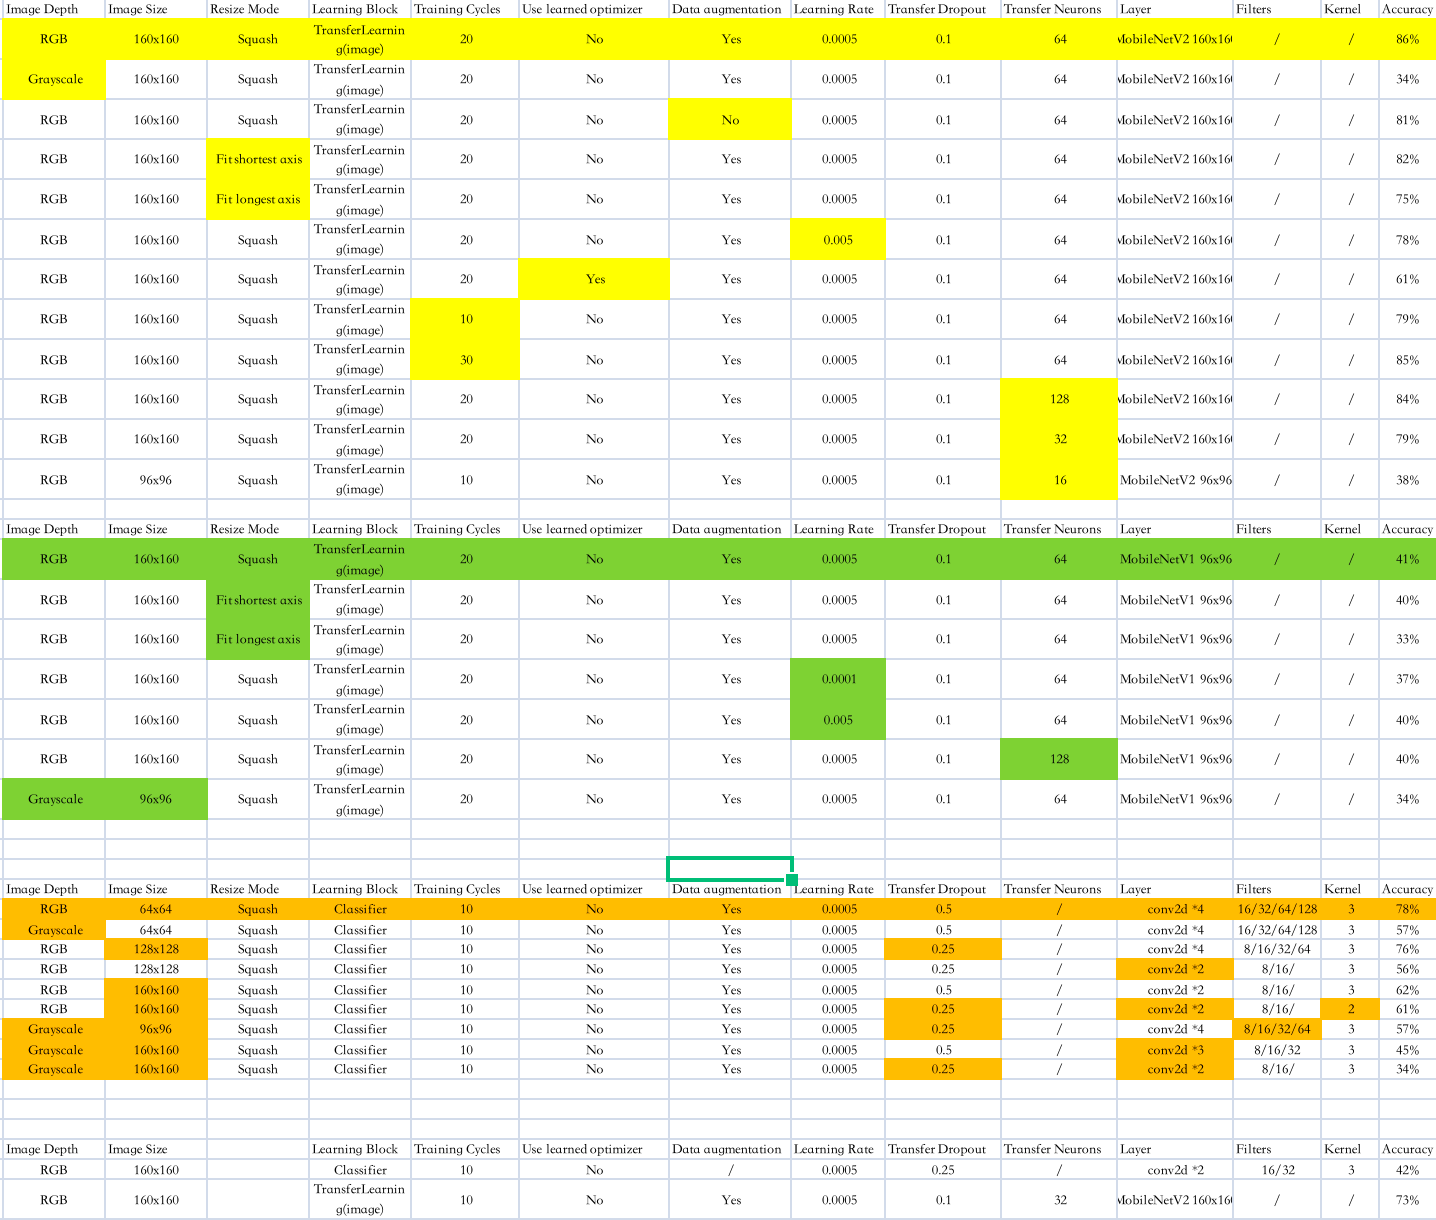 Image Depth Image Size Resize Mode Learning Block Training Cycles Use learned optimizer Data augmentation Learning Rate Transfer Dropout Transfer Neurons Layer Filters Kernel Accuracy
RGB 160x160 Squash TransferLearning(image) 20 No Yes 0.0005 0.1 64 MobileNetV2 160x160 / / 86%
Grayscale 160x160 Squash TransferLearning(image) 20 No Yes 0.0005 0.1 64 MobileNetV2 160x160 / / 34%
RGB 160x160 Squash TransferLearning(image) 20 No No 0.0005 0.1 64 MobileNetV2 160x160 / / 81%
RGB 160x160 Fit shortest axis TransferLearning(image) 20 No Yes 0.0005 0.1 64 MobileNetV2 160x160 / / 82%
RGB 160x160 Fit longest axis TransferLearning(image) 20 No Yes 0.0005 0.1 64 MobileNetV2 160x160 / / 75%
RGB 160x160 Squash TransferLearning(image) 20 No Yes 0.005 0.1 64 MobileNetV2 160x160 / / 78%
RGB 160x160 Squash TransferLearning(image) 20 Yes Yes 0.0005 0.1 64 MobileNetV2 160x160 / / 61%
RGB 160x160 Squash TransferLearning(image) 10 No Yes 0.0005 0.1 64 MobileNetV2 160x160 / / 79%
RGB 160x160 Squash TransferLearning(image) 30 No Yes 0.0005 0.1 64 MobileNetV2 160x160 / / 85%
RGB 160x160 Squash TransferLearning(image) 20 No Yes 0.0005 0.1 128 MobileNetV2 160x160 / / 84%
RGB 160x160 Squash TransferLearning(image) 20 No Yes 0.0005 0.1 32 MobileNetV2 160x160 / / 79%
RGB 96x96 Squash TransferLearning(image) 10 No Yes 0.0005 0.1 16 MobileNetV2 96x96 / / 38%
Image Depth Image Size Resize Mode Learning Block Training Cycles Use learned optimizer Data augmentation Learning Rate Transfer Dropout Transfer Neurons Layer Filters Kernel Accuracy
RGB 160x160 Squash TransferLearning(image) 20 No Yes 0.0005 0.1 64 MobileNetV1 96x96 / / 41%
RGB 160x160 Fit shortest axis TransferLearning(image) 20 No Yes 0.0005 0.1 64 MobileNetV1 96x96 / / 40%
RGB 160x160 Fit longest axis TransferLearning(image) 20 No Yes 0.0005 0.1 64 MobileNetV1 96x96 / / 33%
RGB 160x160 Squash TransferLearning(image) 20 No Yes 0.0001 0.1 64 MobileNetV1 96x96 / / 37%
RGB 160x160 Squash TransferLearning(image) 20 No Yes 0.005 0.1 64 MobileNetV1 96x96 / / 40%
RGB 160x160 Squash TransferLearning(image) 20 No Yes 0.0005 0.1 128 MobileNetV1 96x96 / / 40%
Grayscale 96x96 Squash TransferLearning(image) 20 No Yes 0.0005 0.1 64 MobileNetV1 96x96 / / 34%
Image Depth Image Size Resize Mode Learning Block Training Cycles Use learned optimizer Data augmentation Learning Rate Transfer Dropout Transfer Neurons Layer Filters Kernel Accuracy
RGB 64x64 Squash Classifier 10 No Yes 0.0005 0.5 / conv2d *4 16/32/64/128 3 78%
Grayscale 64x64 Squash Classifier 10 No Yes 0.0005 0.5 / conv2d *4 16/32/64/128 3 57%
RGB 128x128 Squash Classifier 10 No Yes 0.0005 0.25 / conv2d *4 8/16/32/64 3 76%
RGB 128x128 Squash Classifier 10 No Yes 0.0005 0.25 / conv2d *2 8/16/ 3 56%
RGB 160x160 Squash Classifier 10 No Yes 0.0005 0.5 / conv2d *2 8/16/ 3 62%
RGB 160x160 Squash Classifier 10 No Yes 0.0005 0.25 / conv2d *2 8/16/ 2 61%
Grayscale 96x96 Squash Classifier 10 No Yes 0.0005 0.25 / conv2d *4 8/16/32/64 3 57%
Grayscale 160x160 Squash Classifier 10 No Yes 0.0005 0.5 / conv2d *3 8/16/32 3 45%
Grayscale 160x160 Squash Classifier 10 No Yes 0.0005 0.25 / conv2d *2 8/16/ 3 34%
Image Depth Image Size Learning Block Training Cycles Use learned optimizer Data augmentation Learning Rate Transfer Dropout Transfer Neurons Layer Filters Kernel Accuracy
RGB 160x160 Classifier 10 No / 0.0005 0.25 / conv2d *2 16/32 3 42%
RGB 160x160 TransferLearning(image) 10 No Yes 0.0005 0.1 32 MobileNetV2 160x160 / / 73%